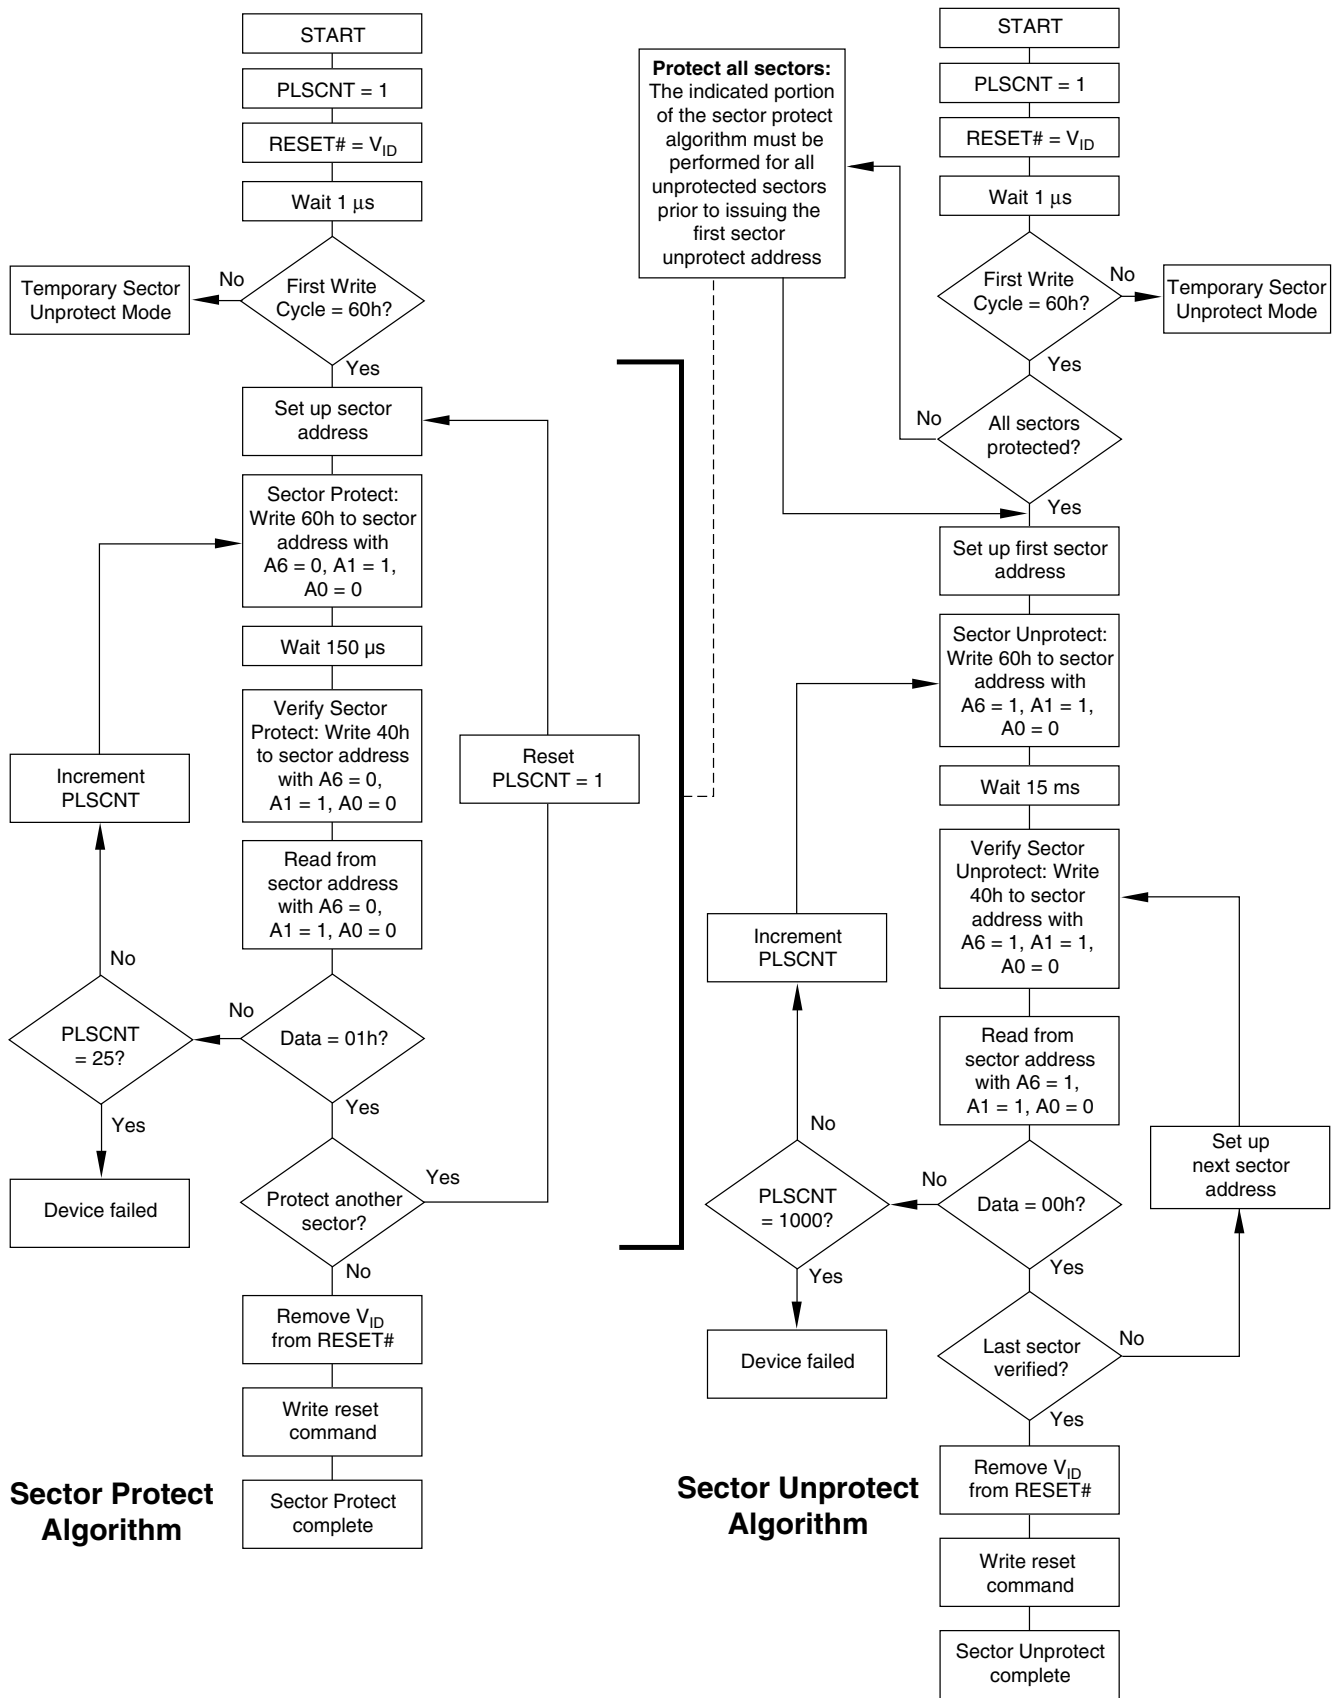 START
PLSCNT = 1
RESET# = VID
Wait 1 μs
First Write
Cycle = 60h?
No
Temporary Sector
Unprotect Mode
Yes
Set up sector
address
Sector Protect:
Write 60h to sector
address with
A6 = 0, A1 = 1,
A0 = 0
Wait 150 µs
Verify Sector
Protect: Write 40h
to sector address
with A6 = 0,
A1 = 1, A0 = 0
Reset
PLSCNT = 1
Increment
PLSCNT
Read from
sector address
with A6 = 0,
A1 = 1, A0 = 0
No
No
PLSCNT
= 25?
Data = 01h?
Yes
Yes
Device failed
Protect another
sector?
Yes
No
Remove VID
from RESET#
Write reset
command
Sector Protect
complete
Sector Protect
Algorithm
Protect all sectors:
The indicated portion
of the sector protect
algorithm must be
performed for all
unprotected sectors
prior to issuing the
first sector
unprotect address
START
PLSCNT = 1
RESET# = VID
Wait 1 μs
First Write
Cycle = 60h?
No
Temporary Sector
Unprotect Mode
Yes
No
All sectors
protected?
Yes
Set up first sector
address
Sector Unprotect:
Write 60h to sector
address with
A6 = 1, A1 = 1,
A0 = 0
Wait 15 ms
Verify Sector
Unprotect: Write
40h to sector
address with
A6 = 1, A1 = 1,
A0 = 0
Increment
PLSCNT
Read from
sector address
with A6 = 1,
A1 = 1, A0 = 0
No
No
PLSCNT
= 1000?
Data = 00h?
Set up
next sector
address
Yes
Yes
Device failed
Last sector
verified?
No
Yes
Remove VID
from RESET#
Write reset
command
Sector Unprotect
complete
Sector Unprotect
Algorithm